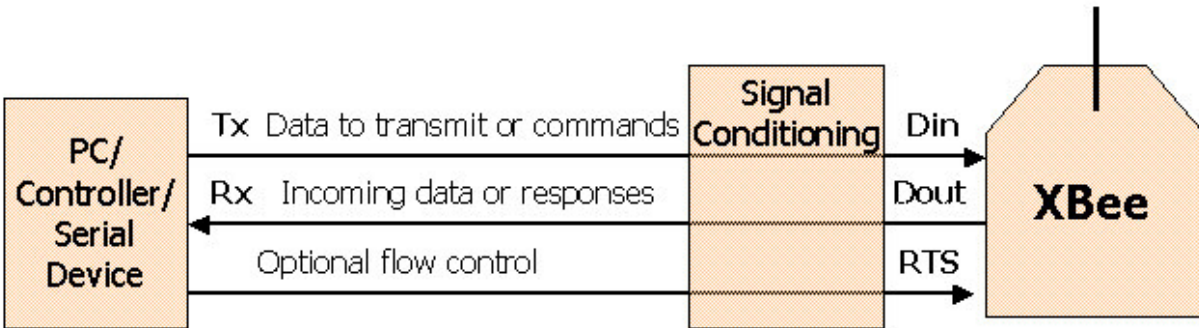 PC/
Controller/
Serial
Device
Tx Data to transmit or commands
Rx Incoming data or responses
Optional flow control
Signal
Conditioning
Din
Dout
RTS
XBee